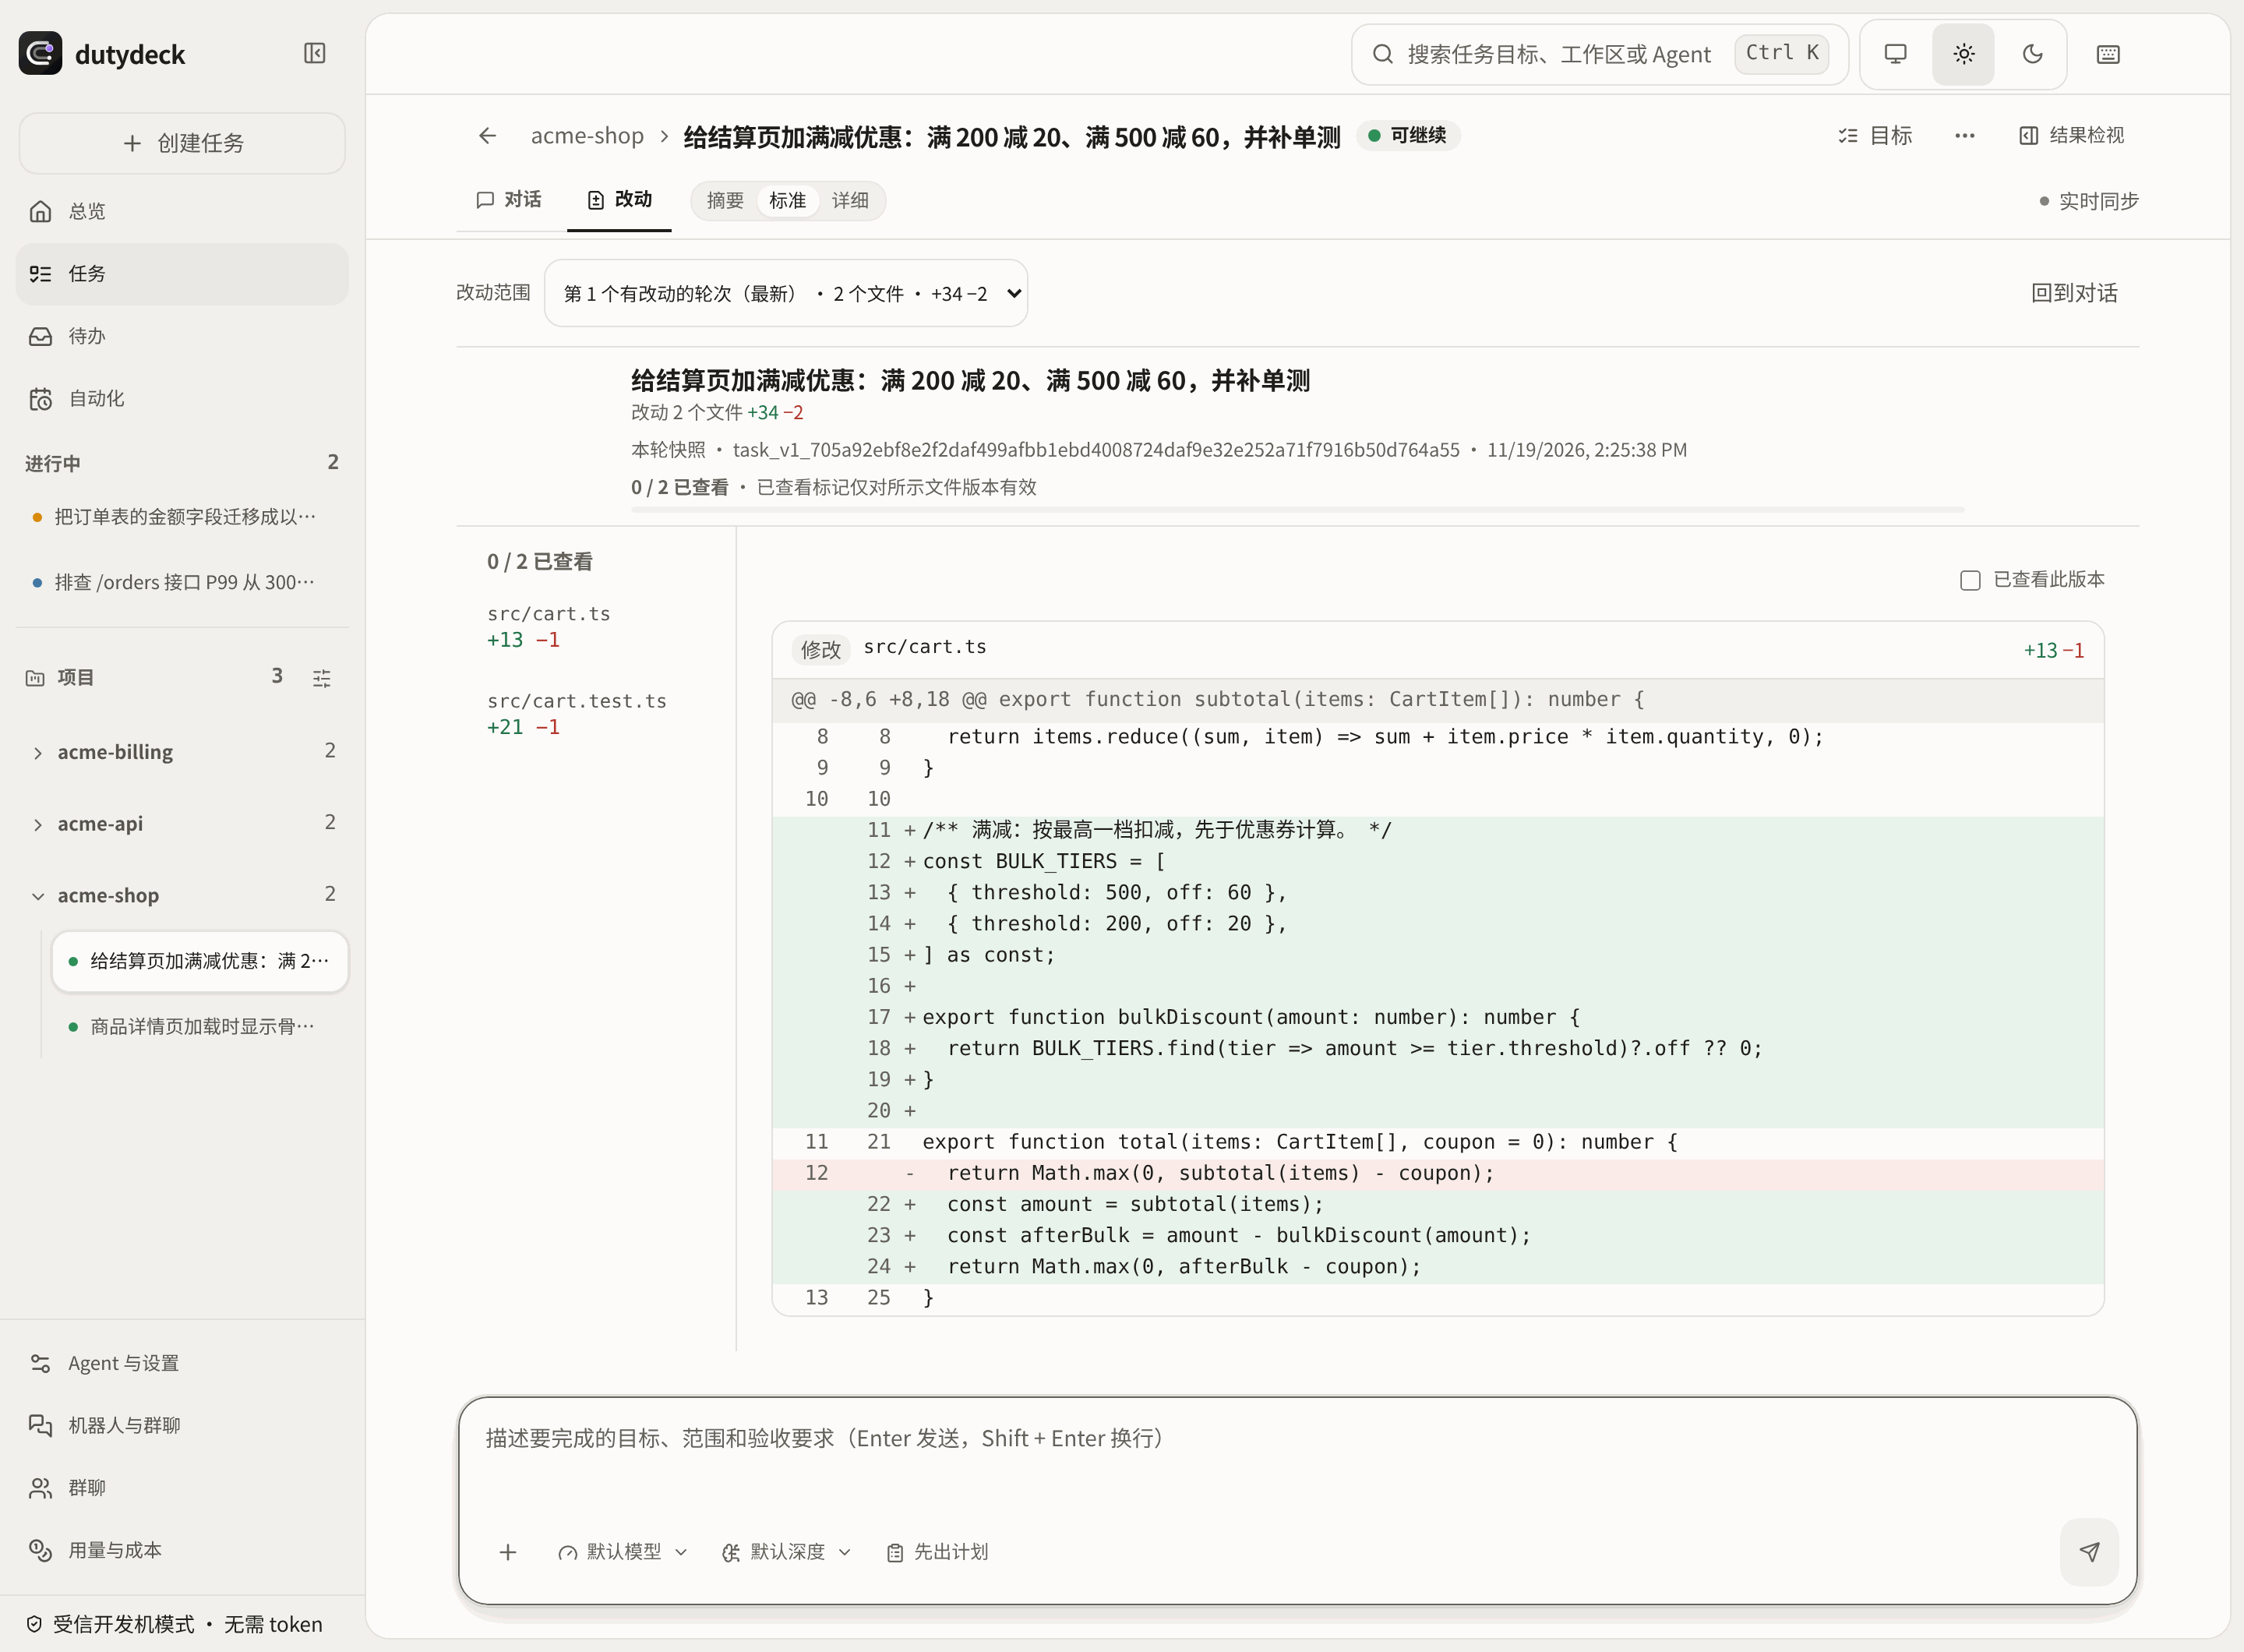 dutydeck
创建任务
总览
任务
待办
自动化
进行中 2
把订单表的金额字段迁移成以…
排查 /orders 接口 P99 从 300…
项目 3
acme-billing 2
acme-api 2
acme-shop 2
给结算页加满减优惠：满 2…
商品详情页加载时显示骨…
Agent 与设置
机器人与群聊
群聊
用量与成本
受信开发机模式 · 无需 token
搜索任务目标、工作区或 Agent Ctrl K
acme-shop > 给结算页加满减优惠：满 200 减 20、满 500 减 60，并补单测 可继续
目标 ··· 结果检视
对话 改动 摘要 标准 详细
实时同步
改动范围 第 1 个有改动的轮次（最新） · 2 个文件 · +34 −2
回到对话
给结算页加满减优惠：满 200 减 20、满 500 减 60，并补单测
改动 2 个文件 +34 −2
本轮快照 · task_v1_705a92ebf8e2f2daf499afbb1ebd4008724daf9e32e252a71f7916b50d764a55 · 11/19/2026, 2:25:38 PM
0 / 2 已查看 · 已查看标记仅对所示文件版本有效
0 / 2 已查看
src/cart.ts
+13 −1
src/cart.test.ts
+21 −1
已查看此版本
修改 src/cart.ts +13 −1
@@ -8,6 +8,18 @@ export function subtotal(items: CartItem[]): number {
8 8   return items.reduce((sum, item) => sum + item.price * item.quantity, 0);
9 9 }
10 10
11 + /** 满减：按最高一档扣减，先于优惠券计算。 */
12 + const BULK_TIERS = [
13 +   { threshold: 500, off: 60 },
14 +   { threshold: 200, off: 20 },
15 + ] as const;
16 +
17 + export function bulkDiscount(amount: number): number {
18 +   return BULK_TIERS.find(tier => amount >= tier.threshold)?.off ?? 0;
19 + }
20 +
11 21 export function total(items: CartItem[], coupon = 0): number {
12 -   return Math.max(0, subtotal(items) - coupon);
22 +   const amount = subtotal(items);
23 +   const afterBulk = amount - bulkDiscount(amount);
24 +   return Math.max(0, afterBulk - coupon);
13 25 }
描述要完成的目标、范围和验收要求（Enter 发送，Shift + Enter 换行）
默认模型 默认深度 先出计划